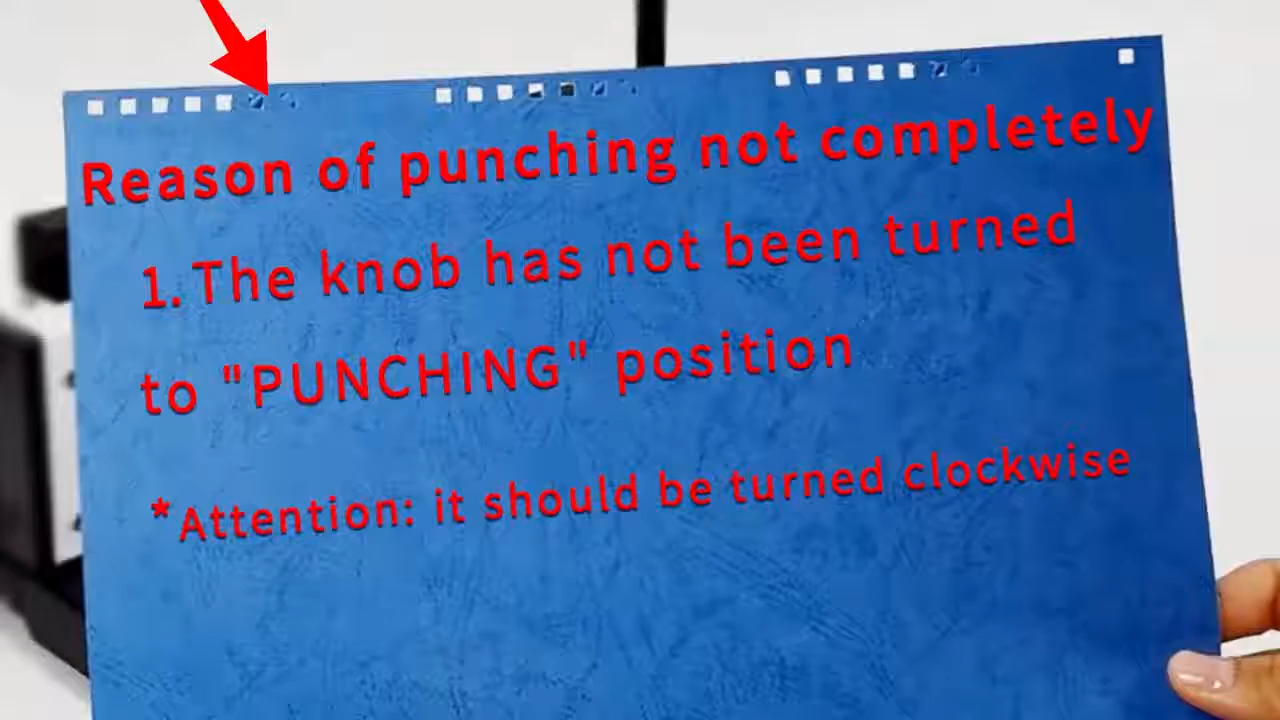 Reason of punching not completely
1. The knob has not been turned
to "PUNCHING" position
*Attention: it should be turned clockwise